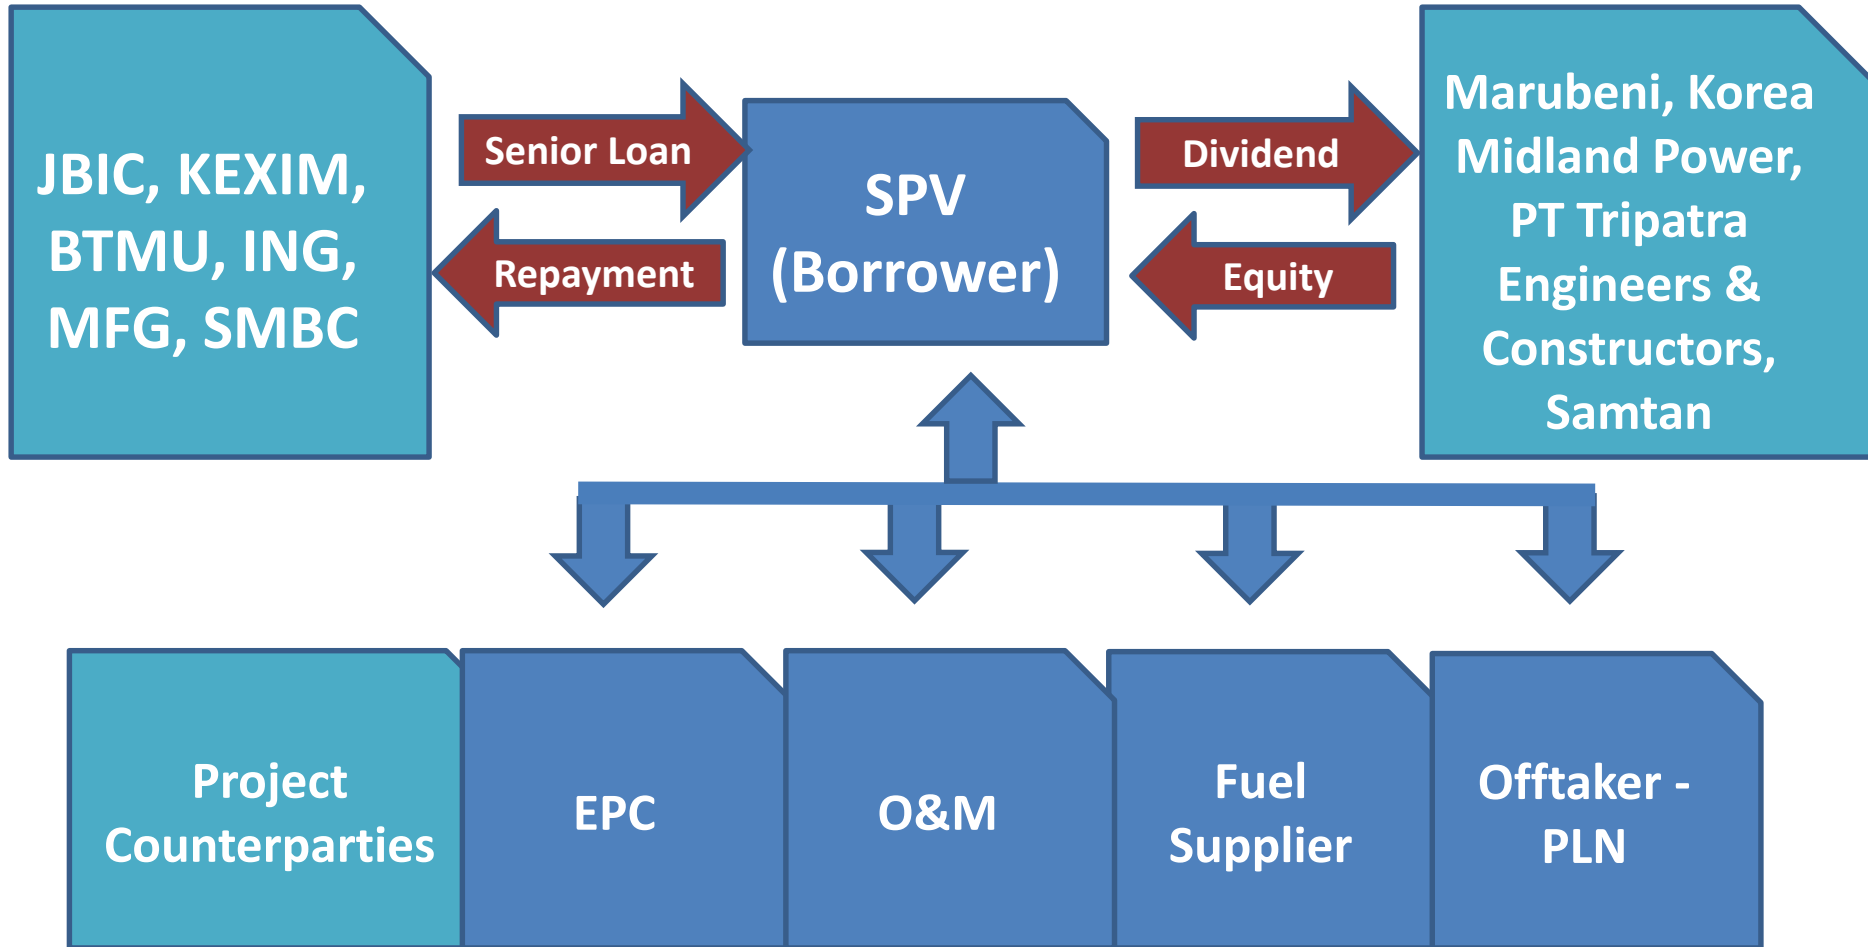 JBIC, KEXIM,
BTMU, ING,
MFG, SMBC
Senior Loan
Repayment
SPV
(Borrower)
Dividend
Equity
Marubeni, Korea
Midland Power,
PT Tripatra
Engineers &
Constructors,
Samtan
Project
Counterparties
EPC
O&M
Fuel
Supplier
Offtaker -
PLN